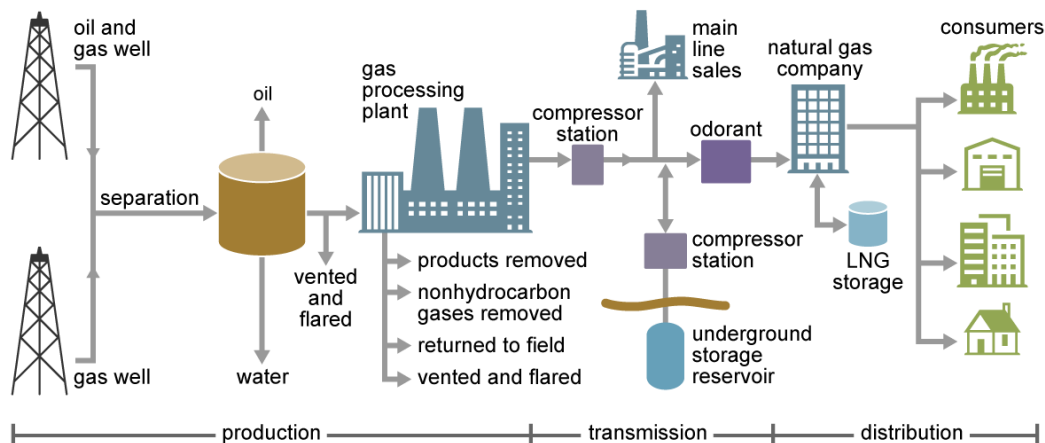 oil and
gas well
separation
gas well
oil
water
vented
and
flared
gas
processing
plant
products removed
nonhydrocarbon
gases removed
returned to field
vented and flared
compressor
station
main
line
sales
odorant
compressor
station
underground
storage
reservoir
natural gas
company
LNG
storage
consumers
production
transmission
distribution